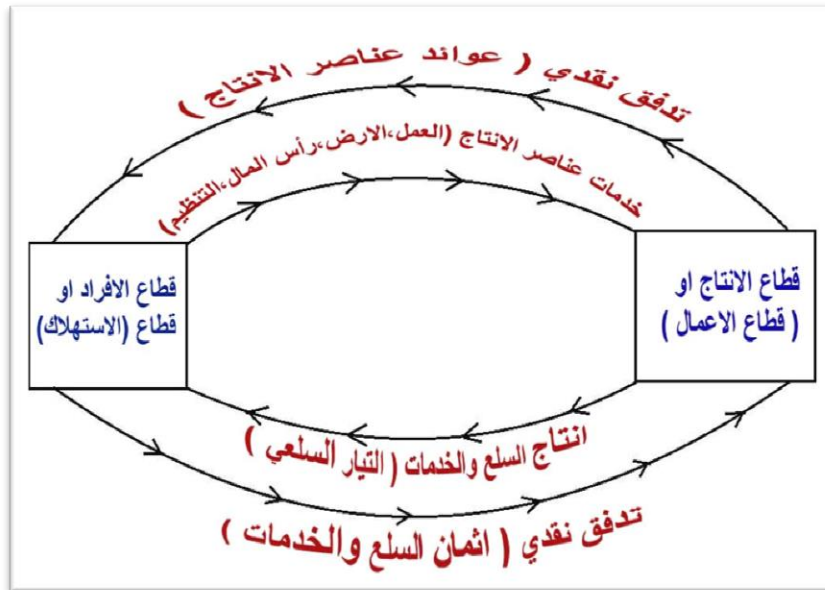 تدفق نقدي ( عوائد عناصر الانتاج )
خدمات عناصر الانتاج (العمل،الارض،رأس المال،التنظيم)
قطاع الانتاج او
( قطاع الاعمال )
قطاع الافراد او
قطاع (الاستهلاك)
انتاج السلع والخدمات ( التيار السلعي )
تدفق نقدي ( اثمان السلع والخدمات )